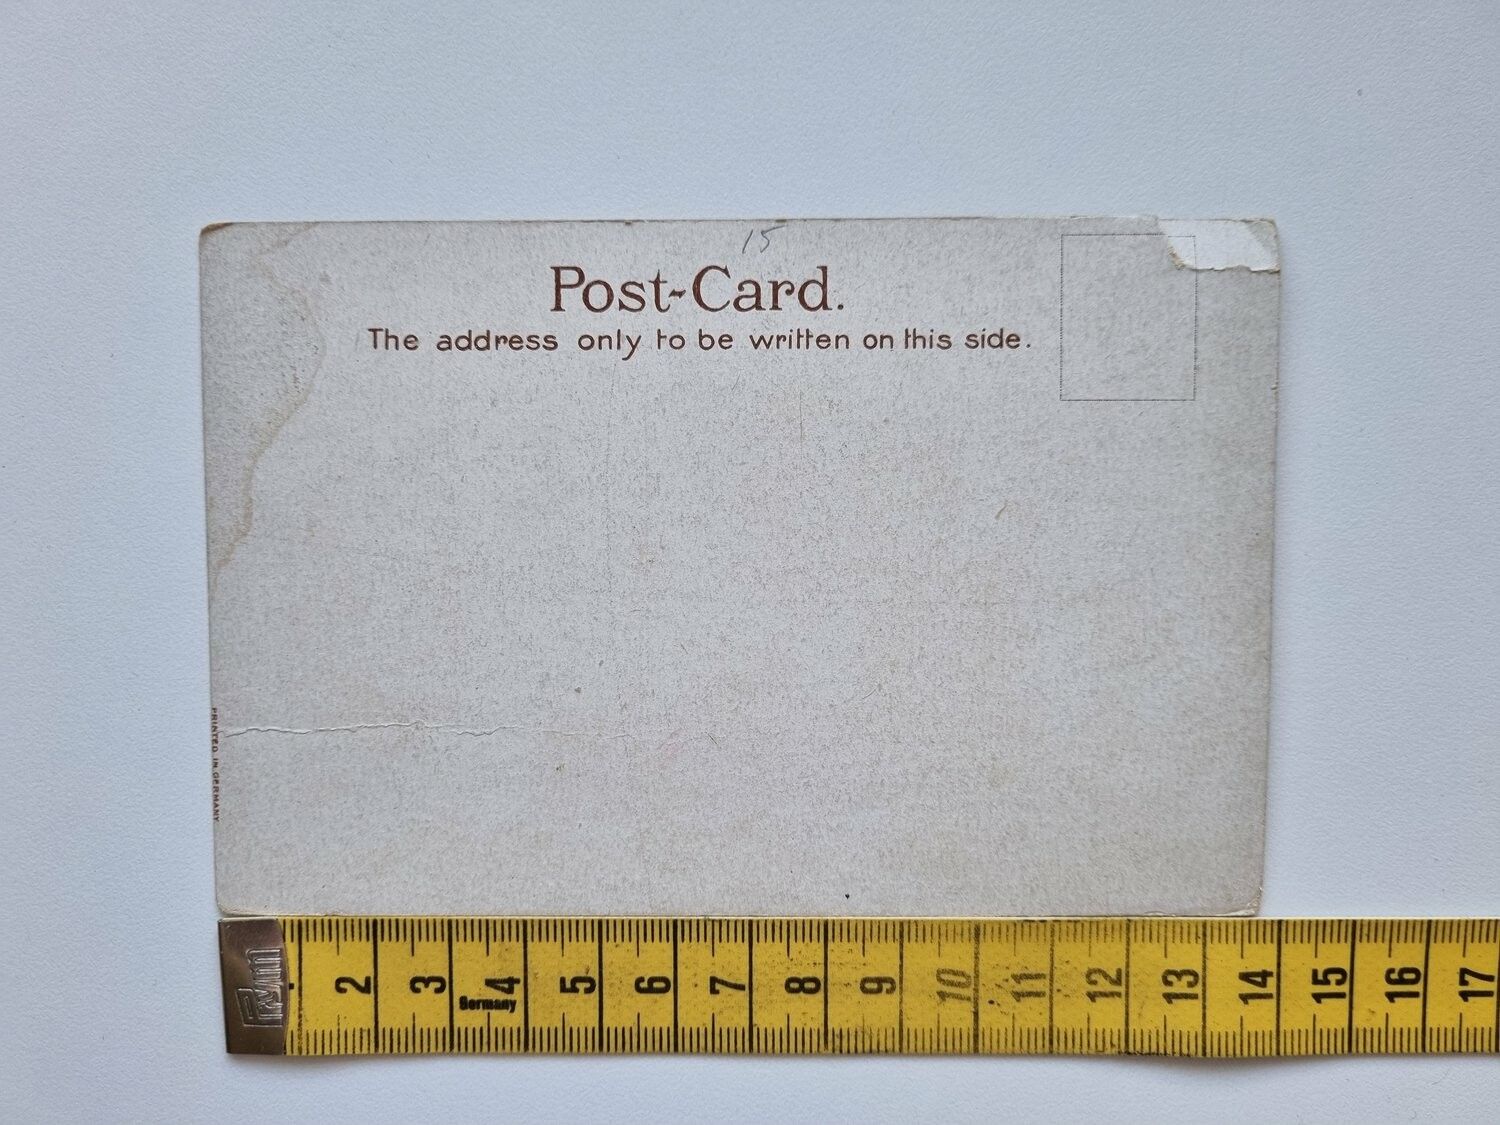 15
Post-Card.
The address only to be written on this side.
PRINTED IN GERMANY
Prym
2 3 4 5 6 7 8 9 10 11 12 13 14 15 16 17
Germany